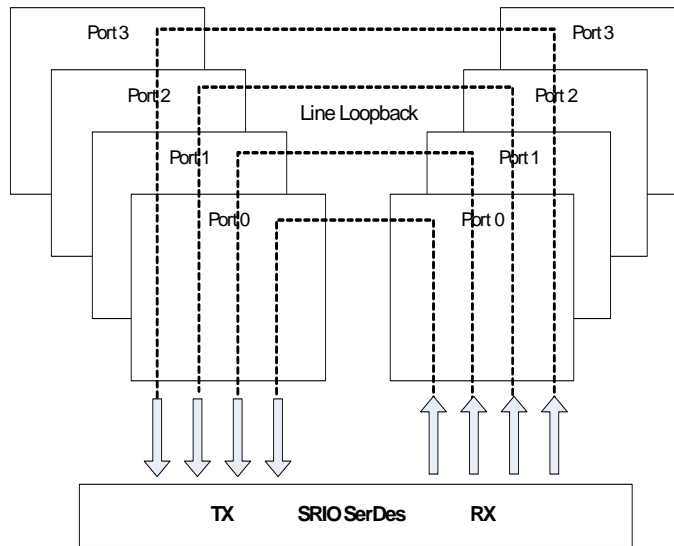 Port 3 Port 3
Port 2 Port 2
Line Loopback
Port 1 Port 1
Port 0 Port 0
TX SRIO SerDes RX